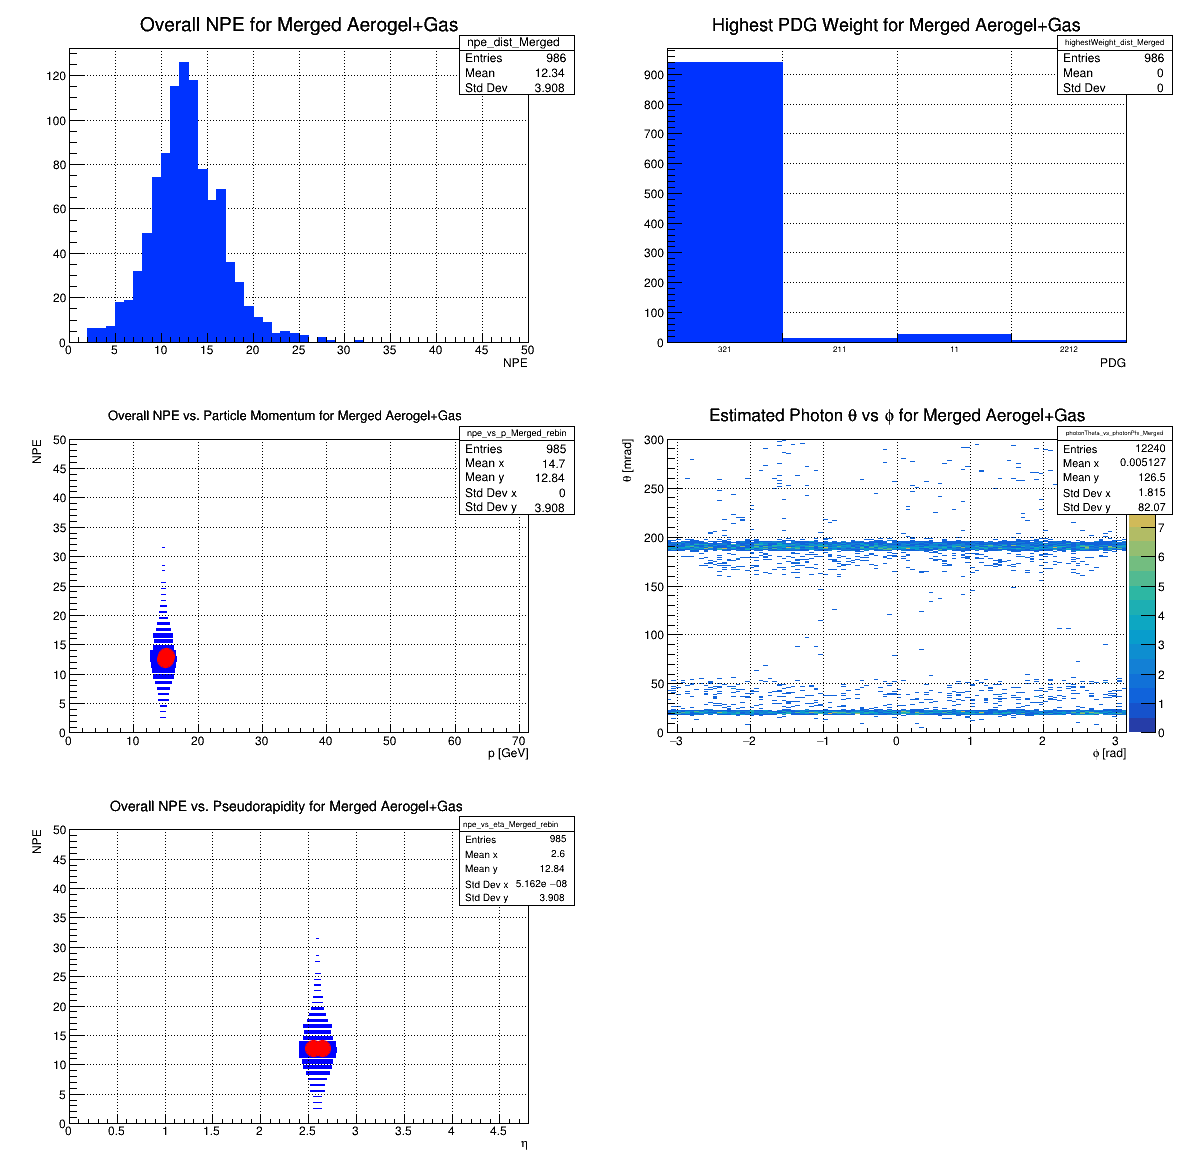 Overall NPE for Merged Aerogel+Gas
npe_dist_Merged
Entries 986
Mean 12.34
Std Dev 3.908
120
100
80
60
40
20
0
0 5 10 15 20 25 30 35 40 45 50
NPE
Highest PDG Weight for Merged Aerogel+Gas
highestWeight_dist_Merged
Entries 986
Mean 0
Std Dev 0
900
800
700
600
500
400
300
200
100
0
321 211 11 2212
PDG
Overall NPE vs. Particle Momentum for Merged Aerogel+Gas
npe_vs_p_Merged_rebin
Entries 985
Mean x 14.7
Mean y 12.84
Std Dev x 0
Std Dev y 3.908
NPE
50
45
40
35
30
25
20
15
10
5
0
0 10 20 30 40 50 60 70
p [GeV]
Estimated Photon θ vs ϕ for Merged Aerogel+Gas
photonTheta_vs_photonPhi_Merged
Entries 12240
Mean x 0.005127
Mean y 126.5
Std Dev x 1.815
Std Dev y 82.07
θ [mrad]
300
250
200
150
100
50
0
−3 −2 −1 0 1 2 3
ϕ [rad]
7
6
5
4
3
2
1
0
Overall NPE vs. Pseudorapidity for Merged Aerogel+Gas
npe_vs_eta_Merged_rebin
Entries 985
Mean x 2.6
Mean y 12.84
Std Dev x 5.162e −08
Std Dev y 3.908
NPE
50
45
40
35
30
25
20
15
10
5
0
0 0.5 1 1.5 2 2.5 3 3.5 4 4.5
η